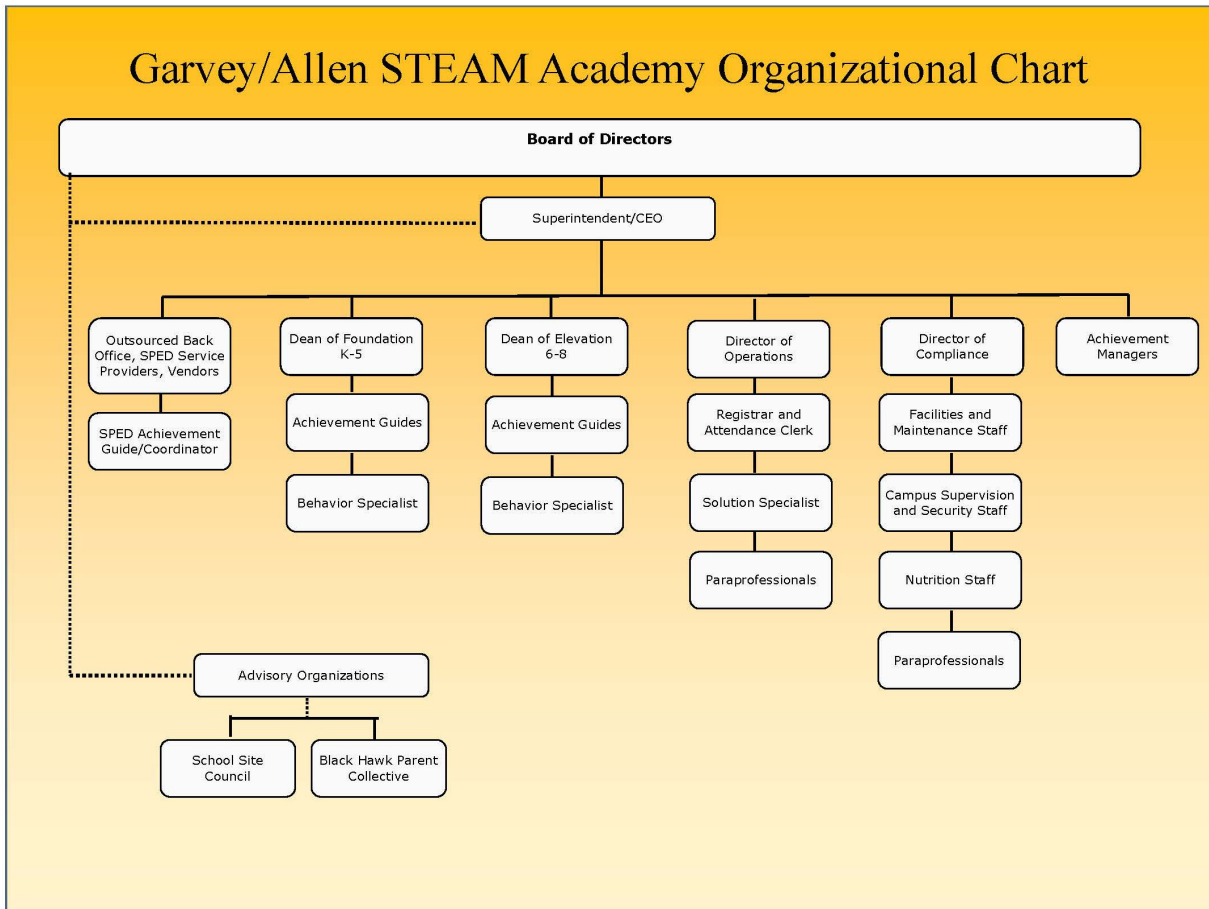 Garvey/Allen STEAM Academy Organizational Chart
Board of Directors
Superintendent/CEO
Outsourced Back
Office, SPED Service
Providers, Vendors
SPED Achievement
Guide/Coordinator
Dean of Foundation
K-5
Achievement Guides
Behavior Specialist
Dean of Elevation
6-8
Achievement Guides
Behavior Specialist
Director of
Operations
Registrar and
Attendance Clerk
Solution Specialist
Paraprofessionals
Director of
Compliance
Facilities and
Maintenance Staff
Campus Supervision
and Security Staff
Nutrition Staff
Paraprofessionals
Achievement
Managers
Advisory Organizations
School Site
Council
Black Hawk Parent
Collective